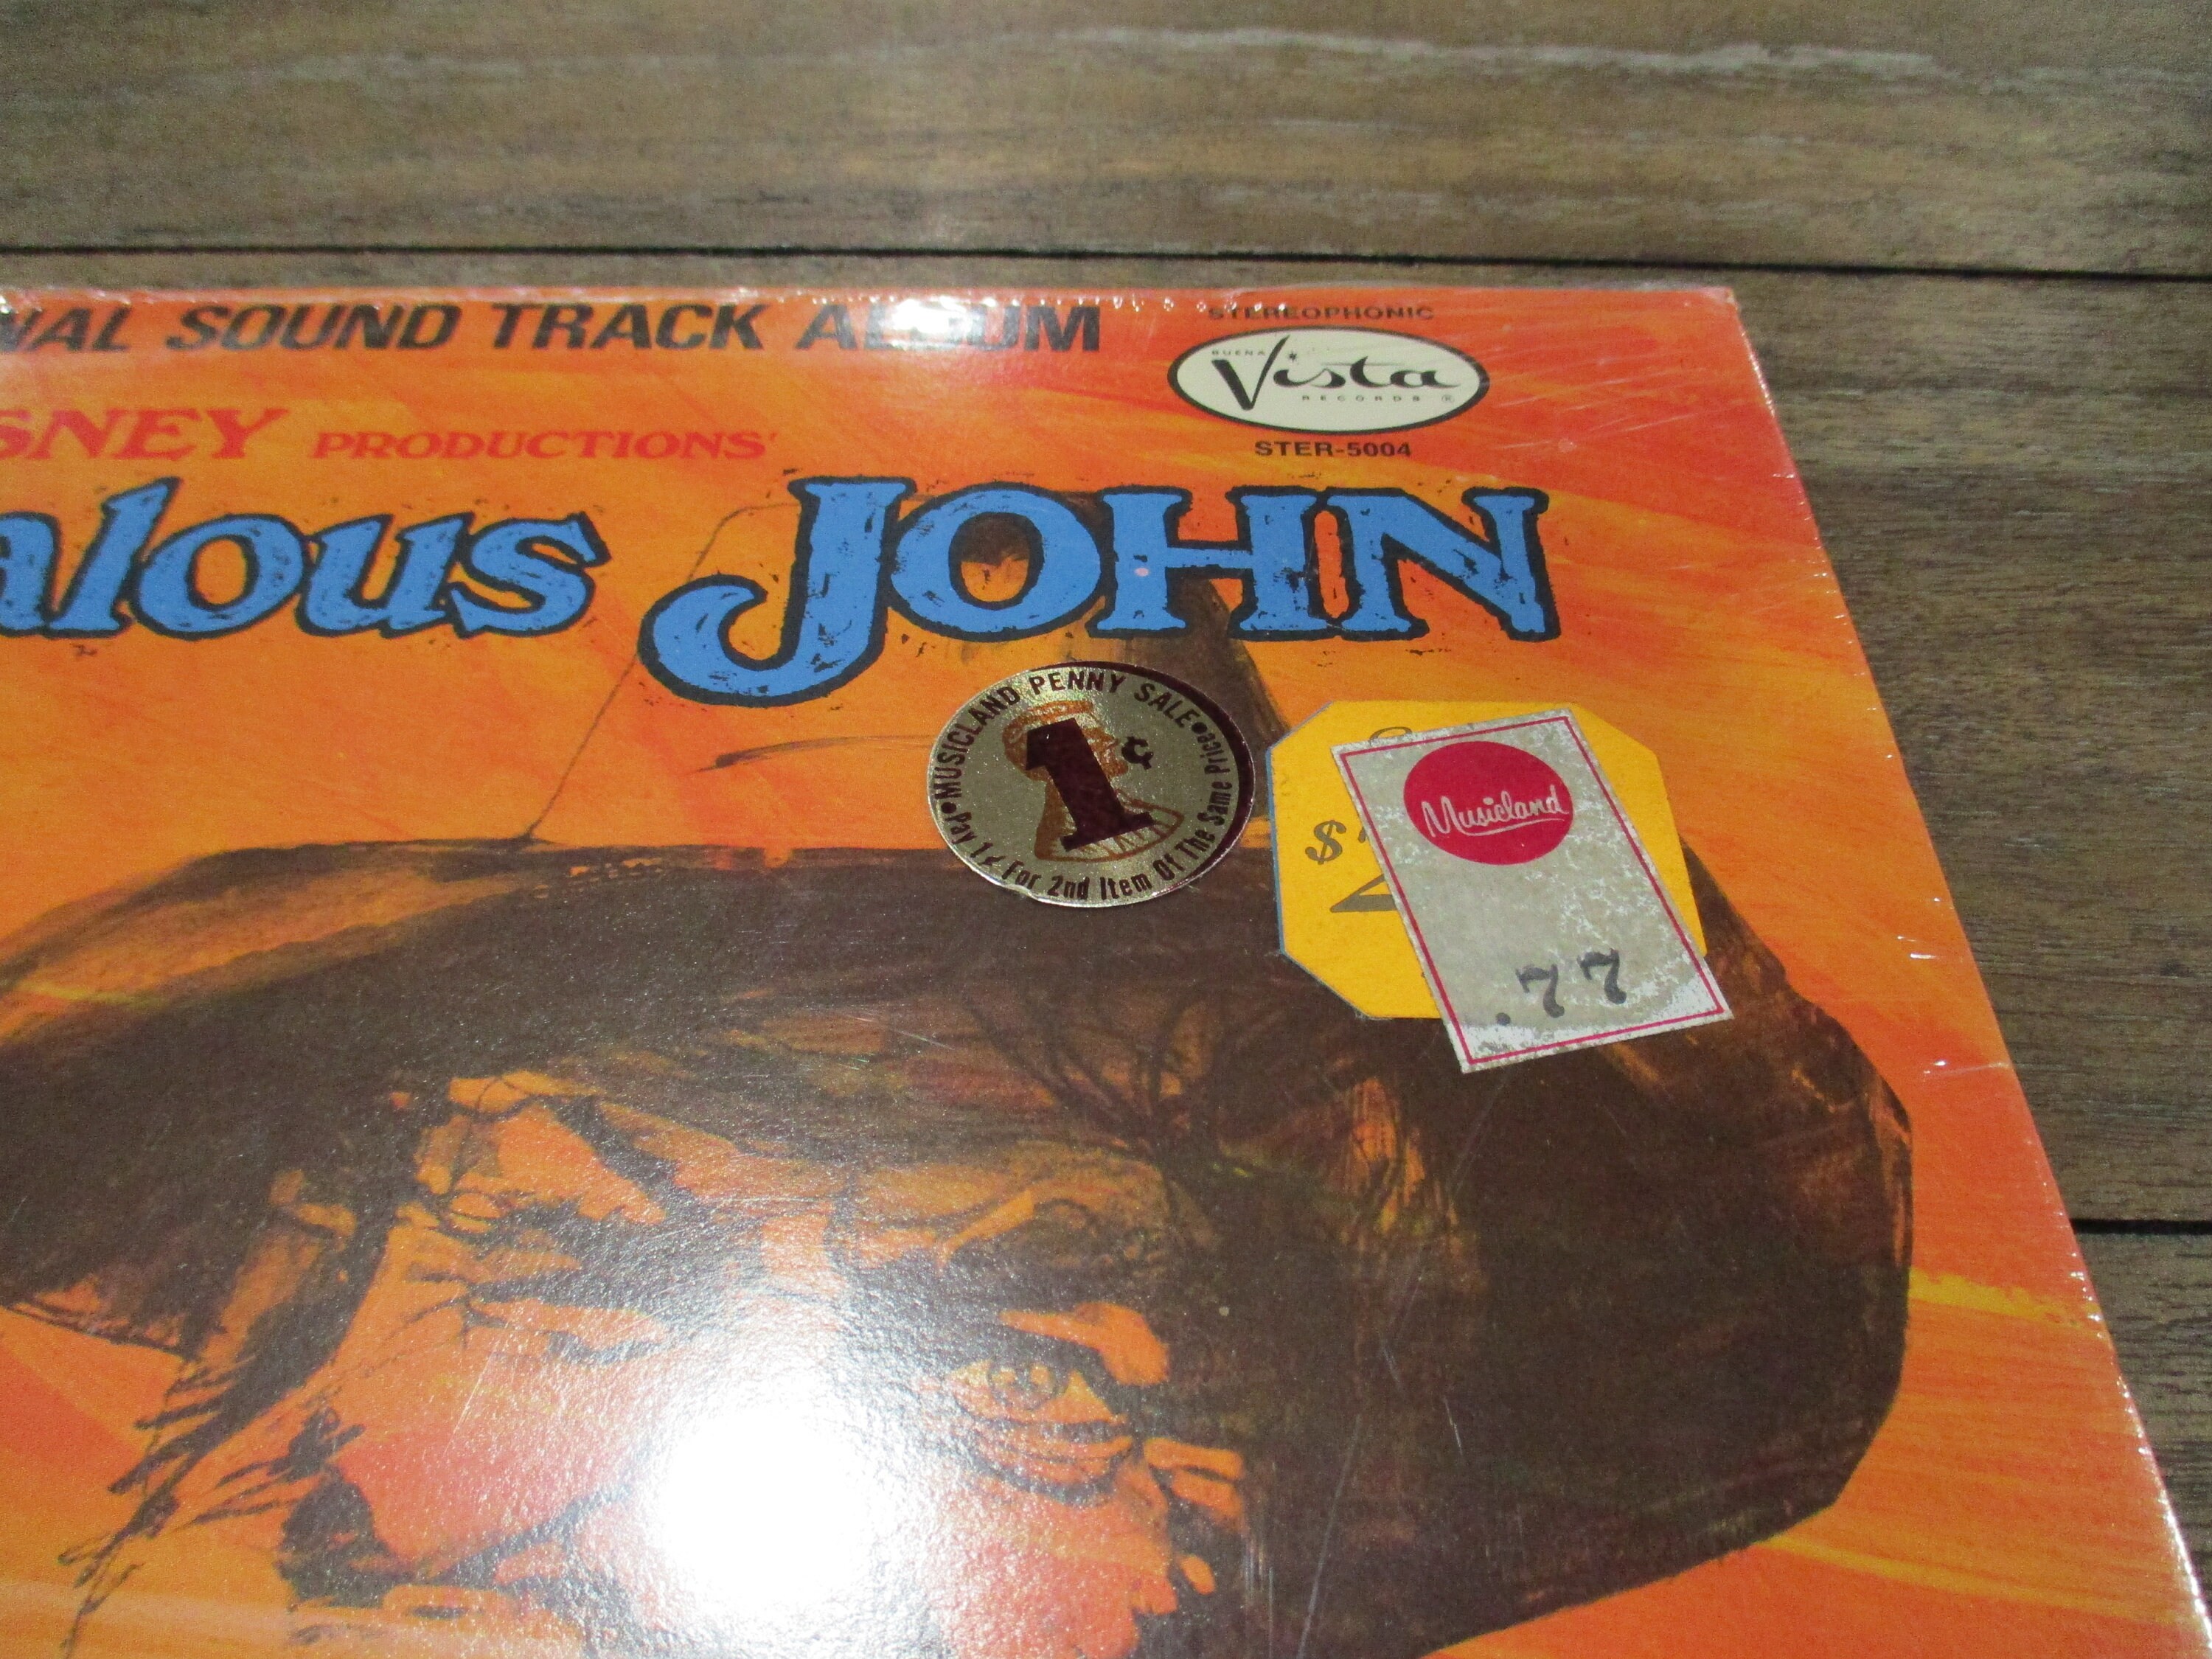 NAL SOUND TRACK ALBUM
STEREOPHONIC
BUENA
Vista
RECORDS ®
STER-5004
SNEY PRODUCTIONS'
alous JOHN
•MUSICLAND PENNY SALE•
Pay 1¢ For 2nd Item Of The Same Price
1¢
$
Musicland
.77